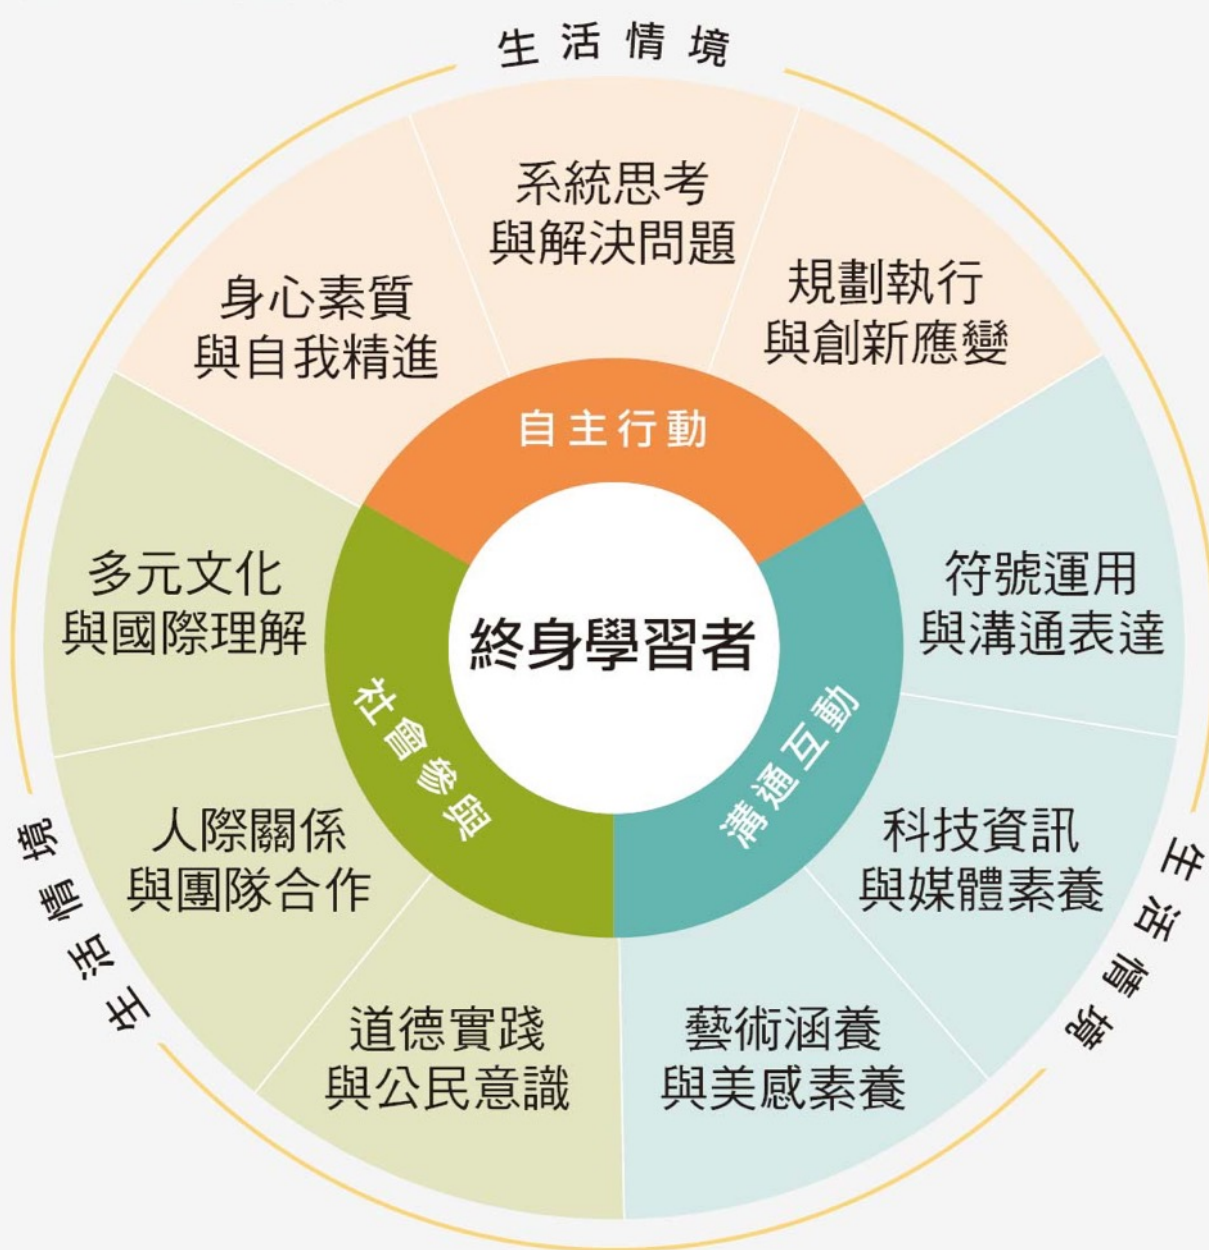 生活情境
系統思考
與解決問題
規劃執行
與創新應變
身心素質
與自我精進
自主行動
符號運用
與溝通表達
多元文化
與國際理解
終身學習者
社會參與
溝通互動
科技資訊
與媒體素養
人際關係
與團隊合作
生活情境
生活情境
藝術涵養
與美感素養
道德實踐
與公民意識